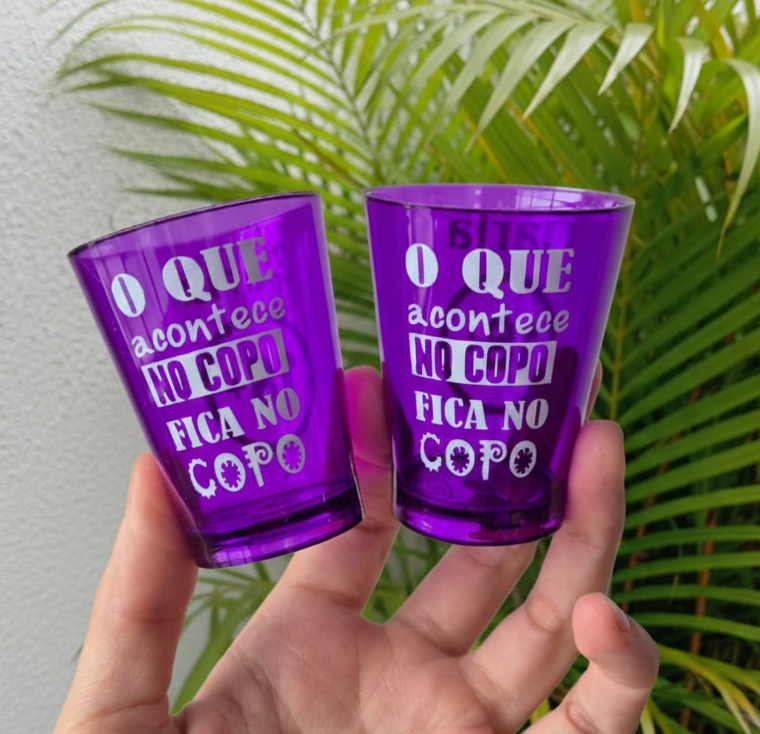 O QUE
acontece
NO COPO
FICA NO
COPO
O QUE
acontece
NO COPO
FICA NO
COPO